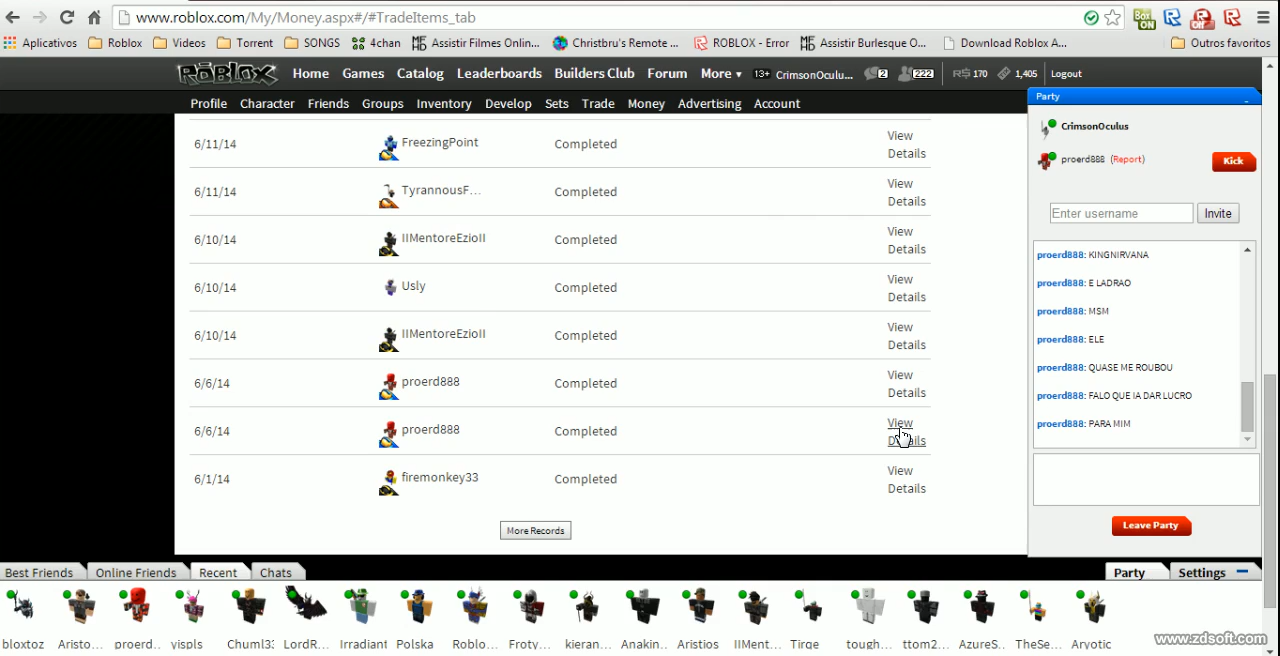 www.roblox.com/My/Money.aspx#/#TradeItems_tab
Aplicativos Roblox Videos Torrent SONGS 4chan Assistir Filmes Onlin... Christbru's Remote ... ROBLOX - Error Assistir Burlesque O... Download Roblox A... Outros favoritos
Box ON
Off
ROBLOX Home Games Catalog Leaderboards Builders Club Forum More 13+ CrimsonOculu... 2 222 R$ 170 1,405 Logout
Profile Character Friends Groups Inventory Develop Sets Trade Money Advertising Account
6/11/14 FreezingPoint Completed View Details
6/11/14 TyrannousF... Completed View Details
6/10/14 IIMentoreEzioII Completed View Details
6/10/14 Usly Completed View Details
6/10/14 IIMentoreEzioII Completed View Details
6/6/14 proerd888 Completed View Details
6/6/14 proerd888 Completed View Details
6/1/14 firemonkey33 Completed View Details
More Records
Party
CrimsonOculus
proerd888 (Report) Kick
Enter username Invite
proerd888: KINGNIRVANA
proerd888: E LADRAO
proerd888: MSM
proerd888: ELE
proerd888: QUASE ME ROUBOU
proerd888: FALO QUE IA DAR LUCRO
proerd888: PARA MIM
Leave Party
Best Friends Online Friends Recent Chats Party Settings
bloxtoz Aristo... proerd... yispls Chuml33 LordR... Irradiant Polska Roblo... Froty... kieran... Anakin... Aristios IIMent... Tirqe tough... ttom2... AzureS... TheSe... Aryotic
www.zdsoft.com